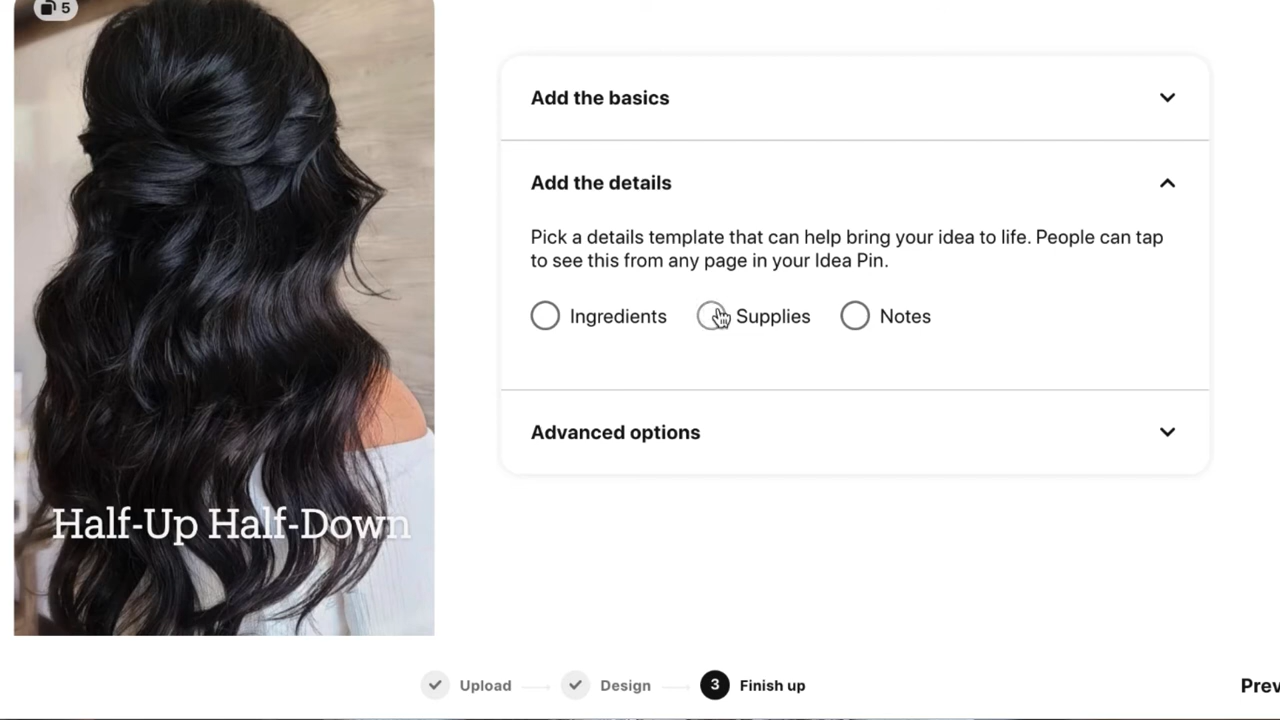 5
Add the basics
Add the details
Pick a details template that can help bring your idea to life. People can tap
to see this from any page in your Idea Pin.
Ingredients Supplies Notes
Advanced options
Half-Up Half-Down
Upload Design 3 Finish up
Prev